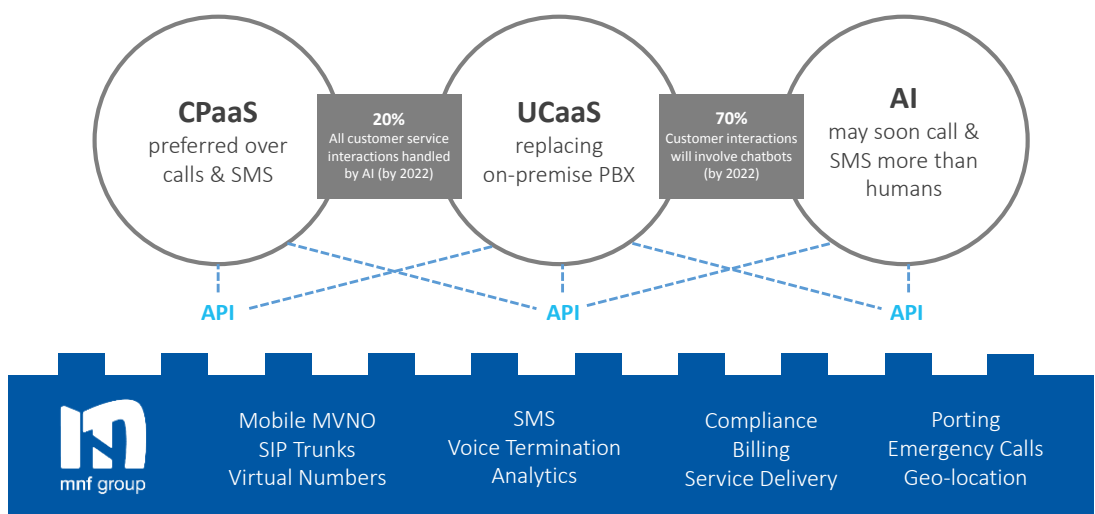 CPaaS
preferred over
calls & SMS
20%
All customer service
interactions handled
by AI (by 2022)
UCaaS
replacing
on-premise PBX
70%
Customer interactions
will involve chatbots
(by 2022)
AI
may soon call &
SMS more than
humans
API
API
API
mnf group
Mobile MVNO
SIP Trunks
Virtual Numbers
SMS
Voice Termination
Analytics
Compliance
Billing
Service Delivery
Porting
Emergency Calls
Geo-location